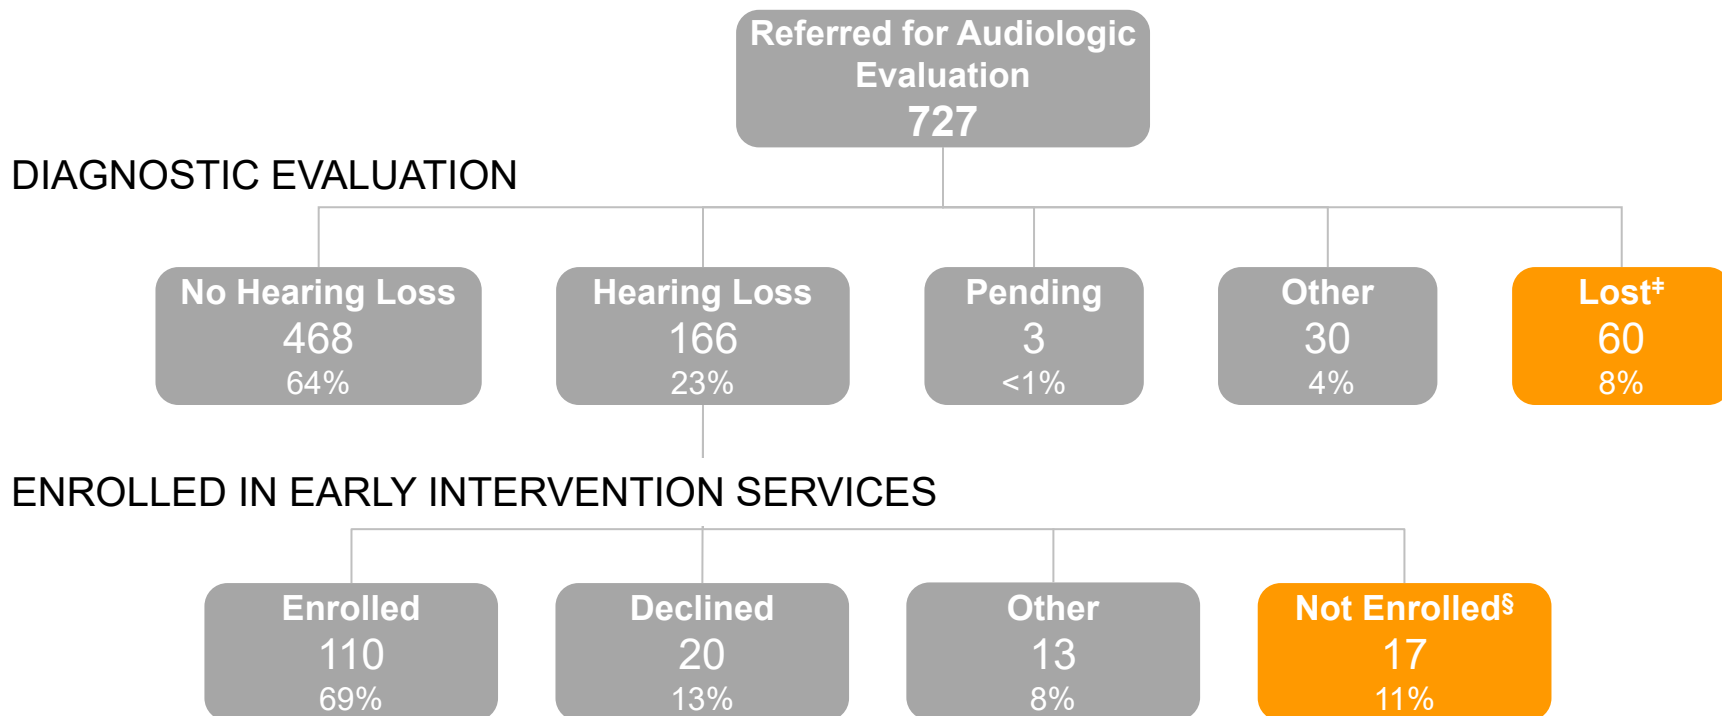 Referred for Audiologic
Evaluation
727
DIAGNOSTIC EVALUATION
No Hearing Loss
468
64%
Hearing Loss
166
23%
Pending
3
<1%
Other
30
4%
Lost‡
60
8%
ENROLLED IN EARLY INTERVENTION SERVICES
Enrolled
110
69%
Declined
20
13%
Other
13
8%
Not Enrolled§
17
11%